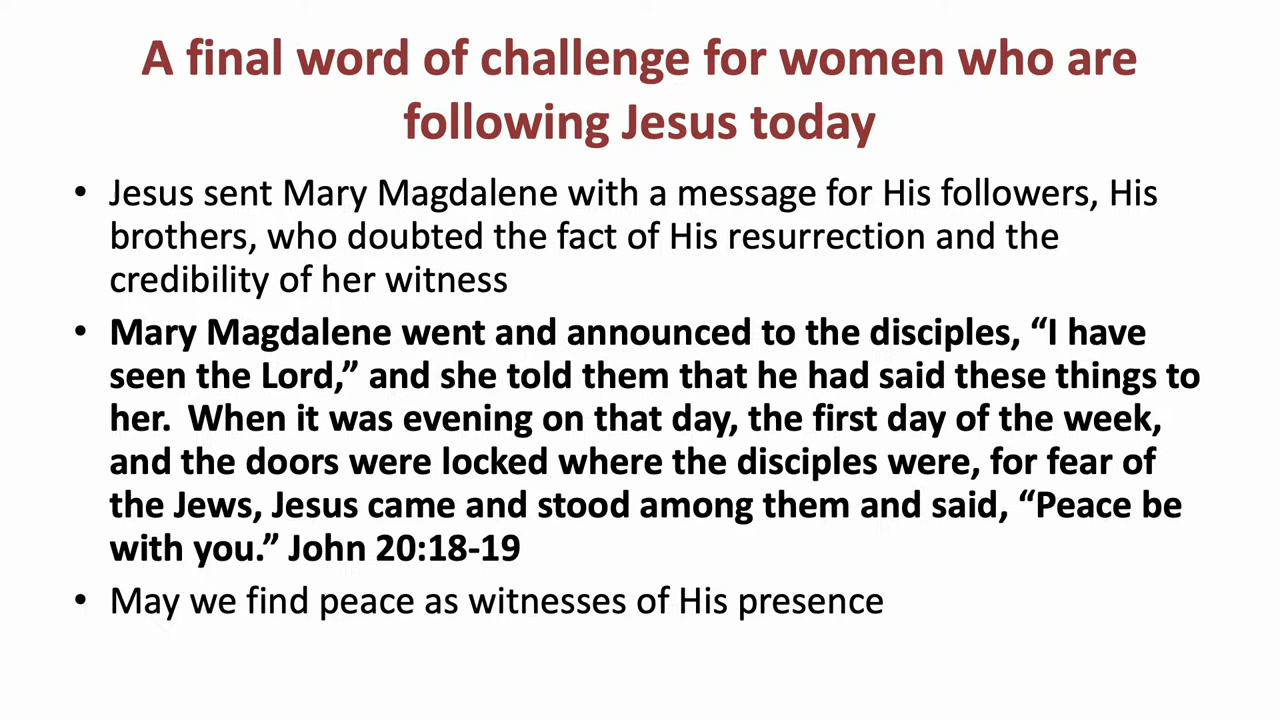 A final word of challenge for women who are
following Jesus today
• Jesus sent Mary Magdalene with a message for His followers, His
brothers, who doubted the fact of His resurrection and the
credibility of her witness
• Mary Magdalene went and announced to the disciples, “I have
seen the Lord,” and she told them that he had said these things to
her.  When it was evening on that day, the first day of the week,
and the doors were locked where the disciples were, for fear of
the Jews, Jesus came and stood among them and said, “Peace be
with you.” John 20:18-19
• May we find peace as witnesses of His presence